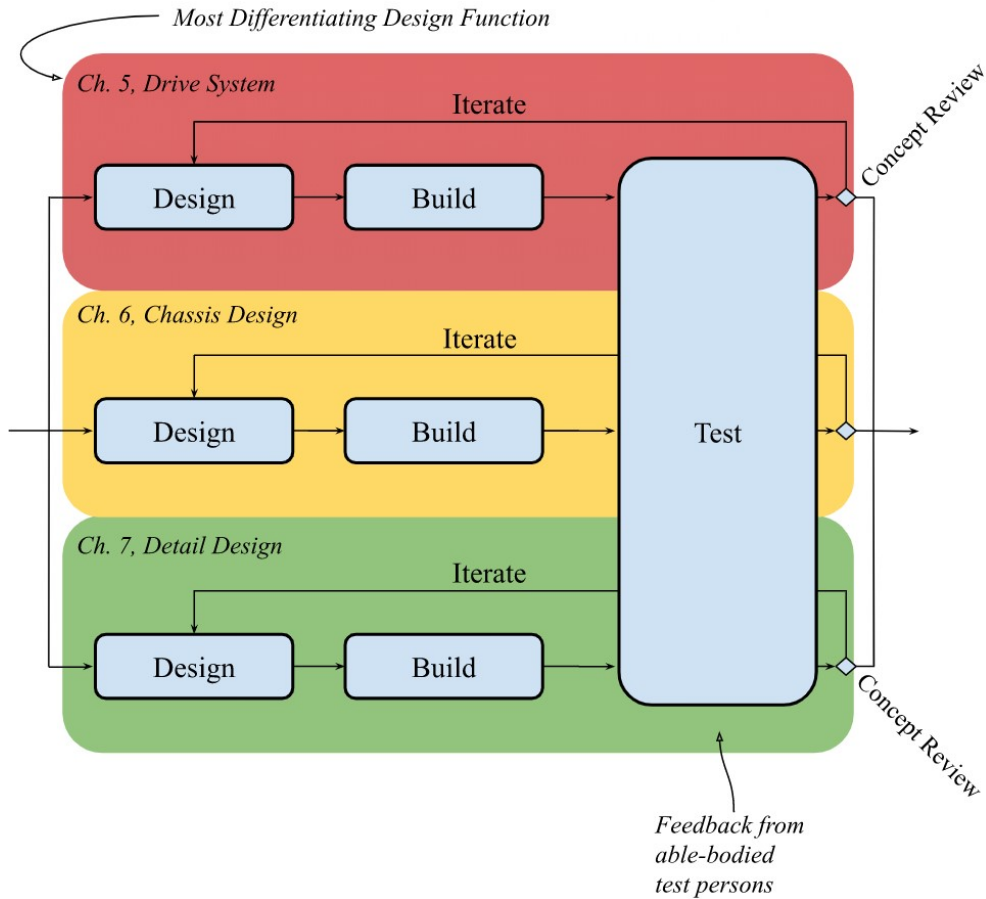 Most Differentiating Design Function
Ch. 5, Drive System
Iterate
Concept Review
Design
Build
Ch. 6, Chassis Design
Iterate
Design
Build
Test
Ch. 7, Detail Design
Iterate
Design
Build
Concept Review
Feedback from
able-bodied
test persons